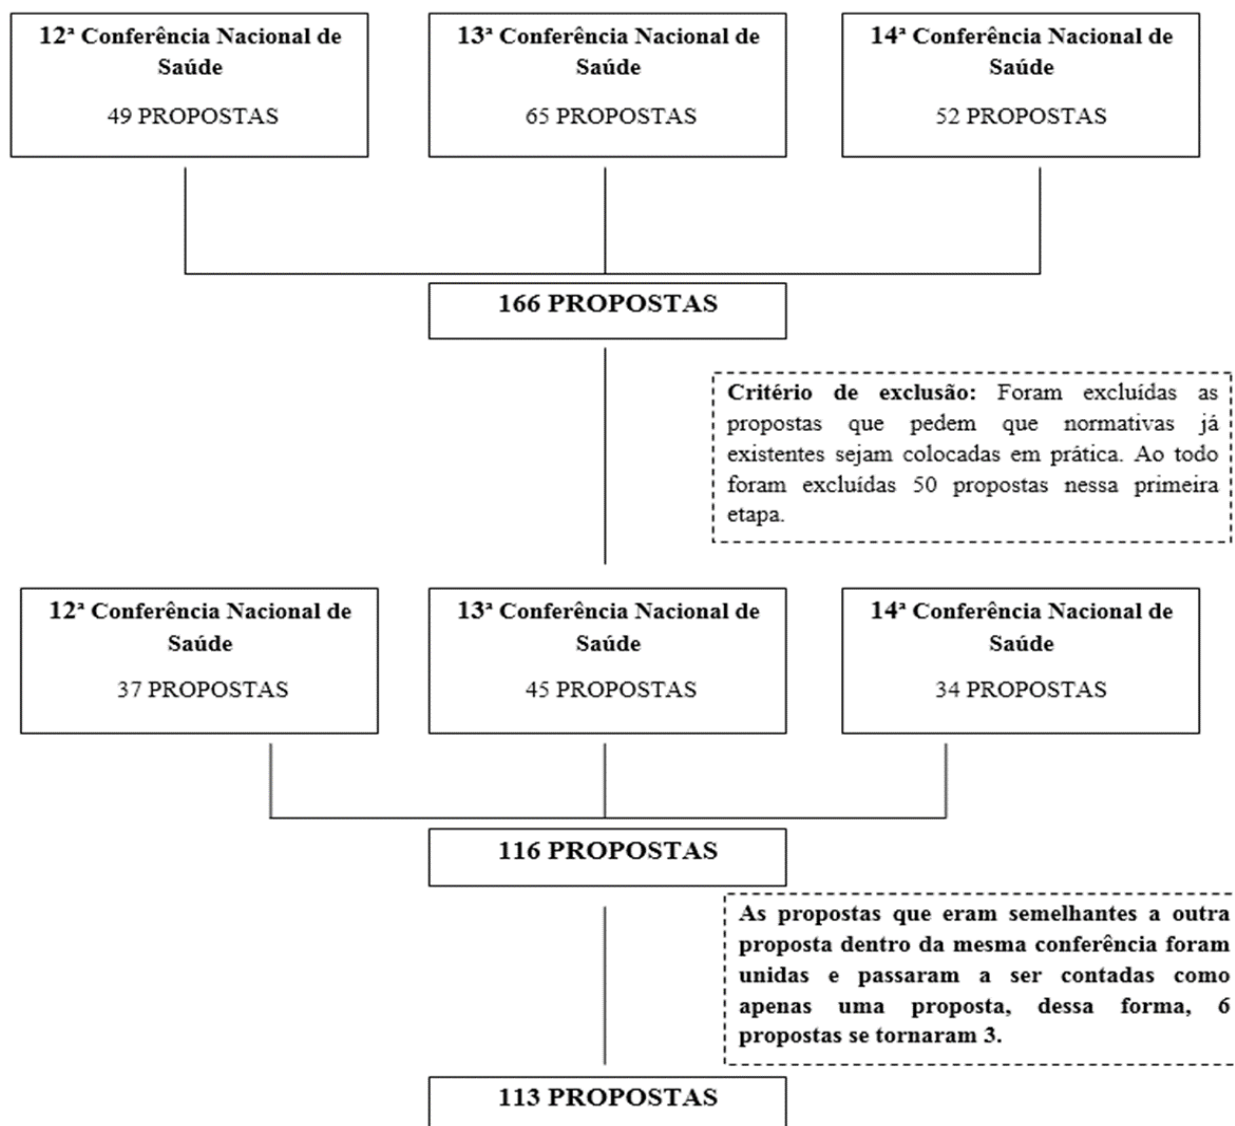 12ª Conferência Nacional de
Saúde
49 PROPOSTAS
13ª Conferência Nacional de
Saúde
65 PROPOSTAS
14ª Conferência Nacional de
Saúde
52 PROPOSTAS
166 PROPOSTAS
Critério de exclusão: Foram excluídas as
propostas que pedem que normativas já
existentes sejam colocadas em prática. Ao todo
foram excluídas 50 propostas nessa primeira
etapa.
12ª Conferência Nacional de
Saúde
37 PROPOSTAS
13ª Conferência Nacional de
Saúde
45 PROPOSTAS
14ª Conferência Nacional de
Saúde
34 PROPOSTAS
116 PROPOSTAS
As propostas que eram semelhantes a outra
proposta dentro da mesma conferência foram
unidas e passaram a ser contadas como
apenas uma proposta, dessa forma, 6
propostas se tornaram 3.
113 PROPOSTAS